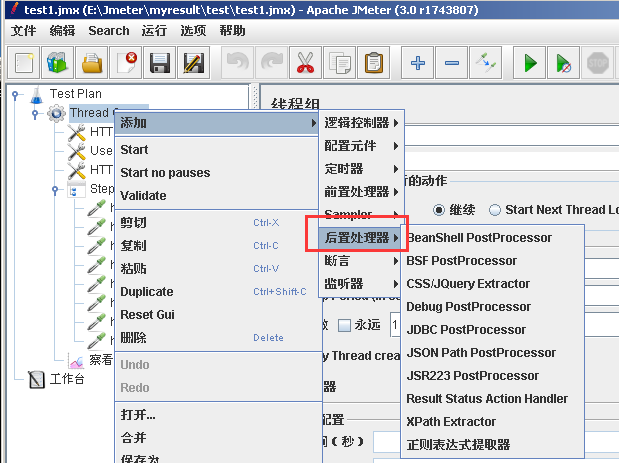 test1.jmx (E:\Jmeter\myresult\test\test1.jmx) - Apache JMeter (3.0 r1743807)
文件 编辑 Search 运行 选项 帮助
STOP
Test Plan
Thread
HTT
Use
HTT
Step
察看
工作台
线程组
添加
Start
Start no pauses
Validate
剪切 Ctrl-X
复制 Ctrl-C
粘贴 Ctrl-V
Duplicate Ctrl+Shift-C
Reset Gui
删除 Delete
Undo
Redo
打开...
合并
保存为
逻辑控制器
配置元件
定时器
前置处理器
Sampler
后置处理器
断言
监听器
的动作
继续 Start Next Thread Lo
BeanShell PostProcessor
BSF PostProcessor
CSS/JQuery Extractor
Debug PostProcessor
JDBC PostProcessor
JSON Path PostProcessor
JSR223 PostProcessor
Result Status Action Handler
XPath Extractor
正则表达式提取器
Period (in
数 永远 1
y Thread crea
器
配置
间（秒）